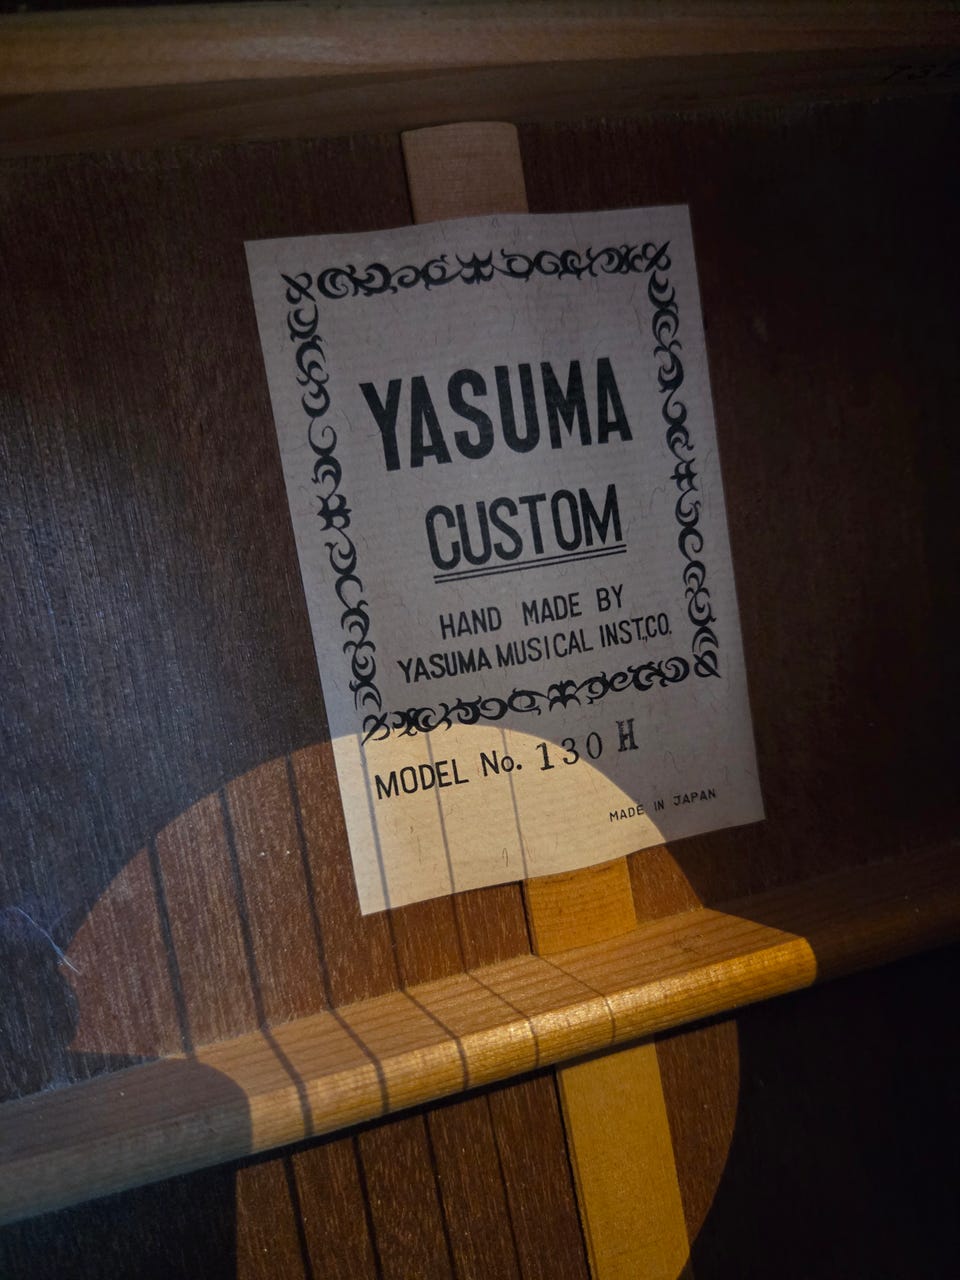 YASUMA
CUSTOM
HAND MADE BY
YASUMA MUSICAL INST.,CO.
MODEL No. 130 H
MADE IN JAPAN